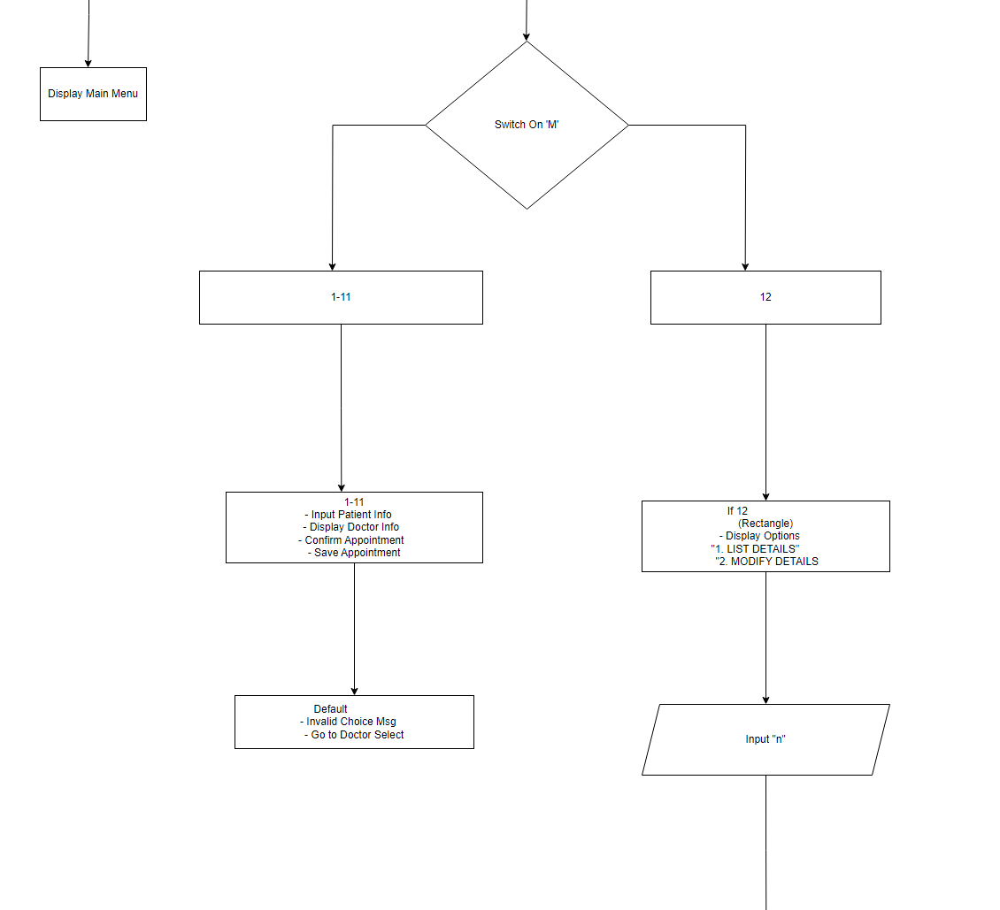 Display Main Menu
Switch On 'M'
1-11
12
1-11
- Input Patient Info
- Display Doctor Info
- Confirm Appointment
- Save Appointment
If 12
(Rectangle)
- Display Options
"1. LIST DETAILS"
"2. MODIFY DETAILS
Default
- Invalid Choice Msg
- Go to Doctor Select
Input "n"